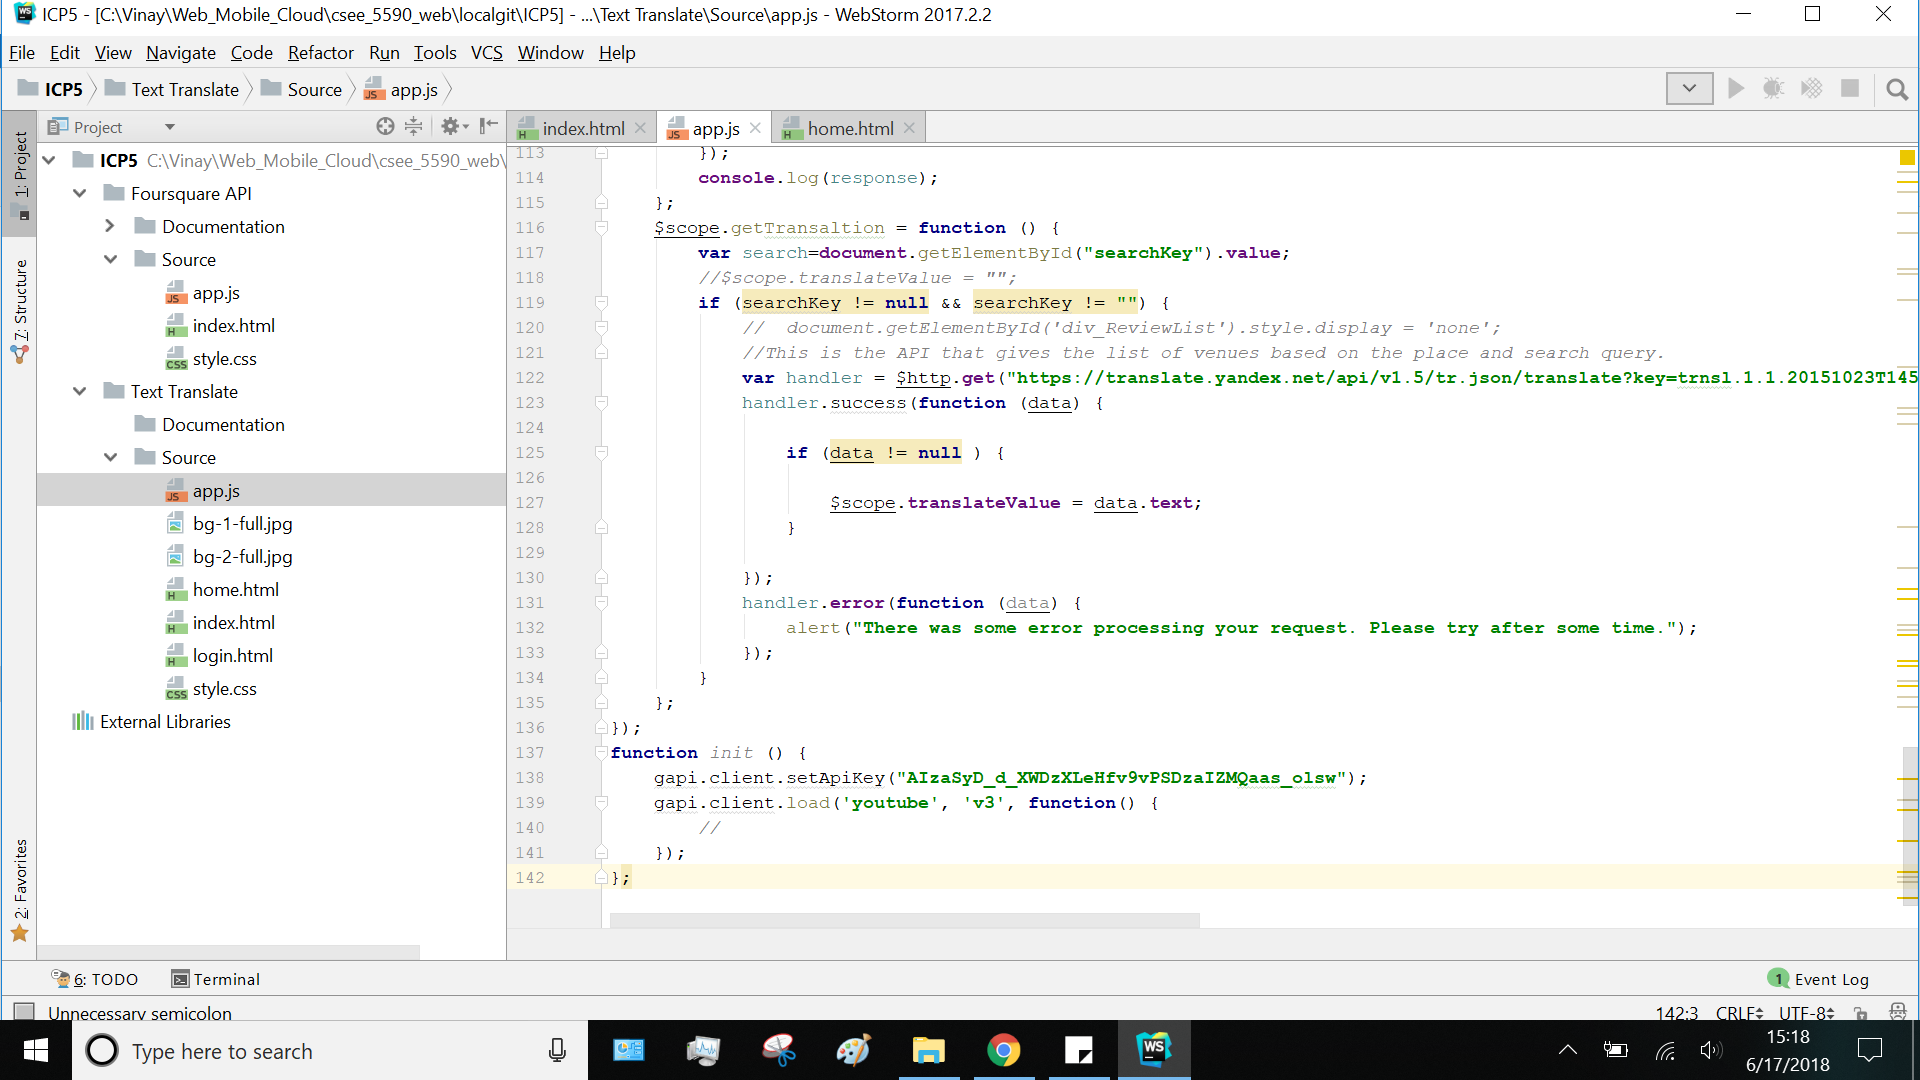 ICP5 - [C:\Vinay\Web_Mobile_Cloud\csee_5590_web\localgit\ICP5] - ...\Text Translate\Source\app.js - WebStorm 2017.2.2
File Edit View Navigate Code Refactor Run Tools VCS Window Help
ICP5 Text Translate Source app.js
Project
index.html app.js home.html
1: Project
7: Structure
2: Favorites
ICP5 C:\Vinay\Web_Mobile_Cloud\csee_5590_web\
Foursquare API
Documentation
Source
app.js
index.html
style.css
Text Translate
Documentation
Source
app.js
bg-1-full.jpg
bg-2-full.jpg
home.html
index.html
login.html
style.css
External Libraries
113 });
114 console.log(response);
115 };
116 $scope.getTransaltion = function () {
117 var search=document.getElementById("searchKey").value;
118 //$scope.translateValue = "";
119 if (searchKey != null && searchKey != "") {
120 // document.getElementById('div_ReviewList').style.display = 'none';
121 //This is the API that gives the list of venues based on the place and search query.
122 var handler = $http.get("https://translate.yandex.net/api/v1.5/tr.json/translate?key=trnsl.1.1.20151023T145
123 handler.success(function (data) {
124
125 if (data != null ) {
126
127 $scope.translateValue = data.text;
128 }
129
130 });
131 handler.error(function (data) {
132 alert("There was some error processing your request. Please try after some time.");
133 });
134 }
135 };
136 });
137 function init () {
138 gapi.client.setApiKey("AIzaSyD_d_XWDzXLeHfv9vPSDzaIZMQaas_olsw");
139 gapi.client.load('youtube', 'v3', function() {
140 //
141 });
142 };
6: TODO Terminal 1 Event Log
Unnecessary semicolon 142:3 CRLF UTF-8
Type here to search
15:18
6/17/2018